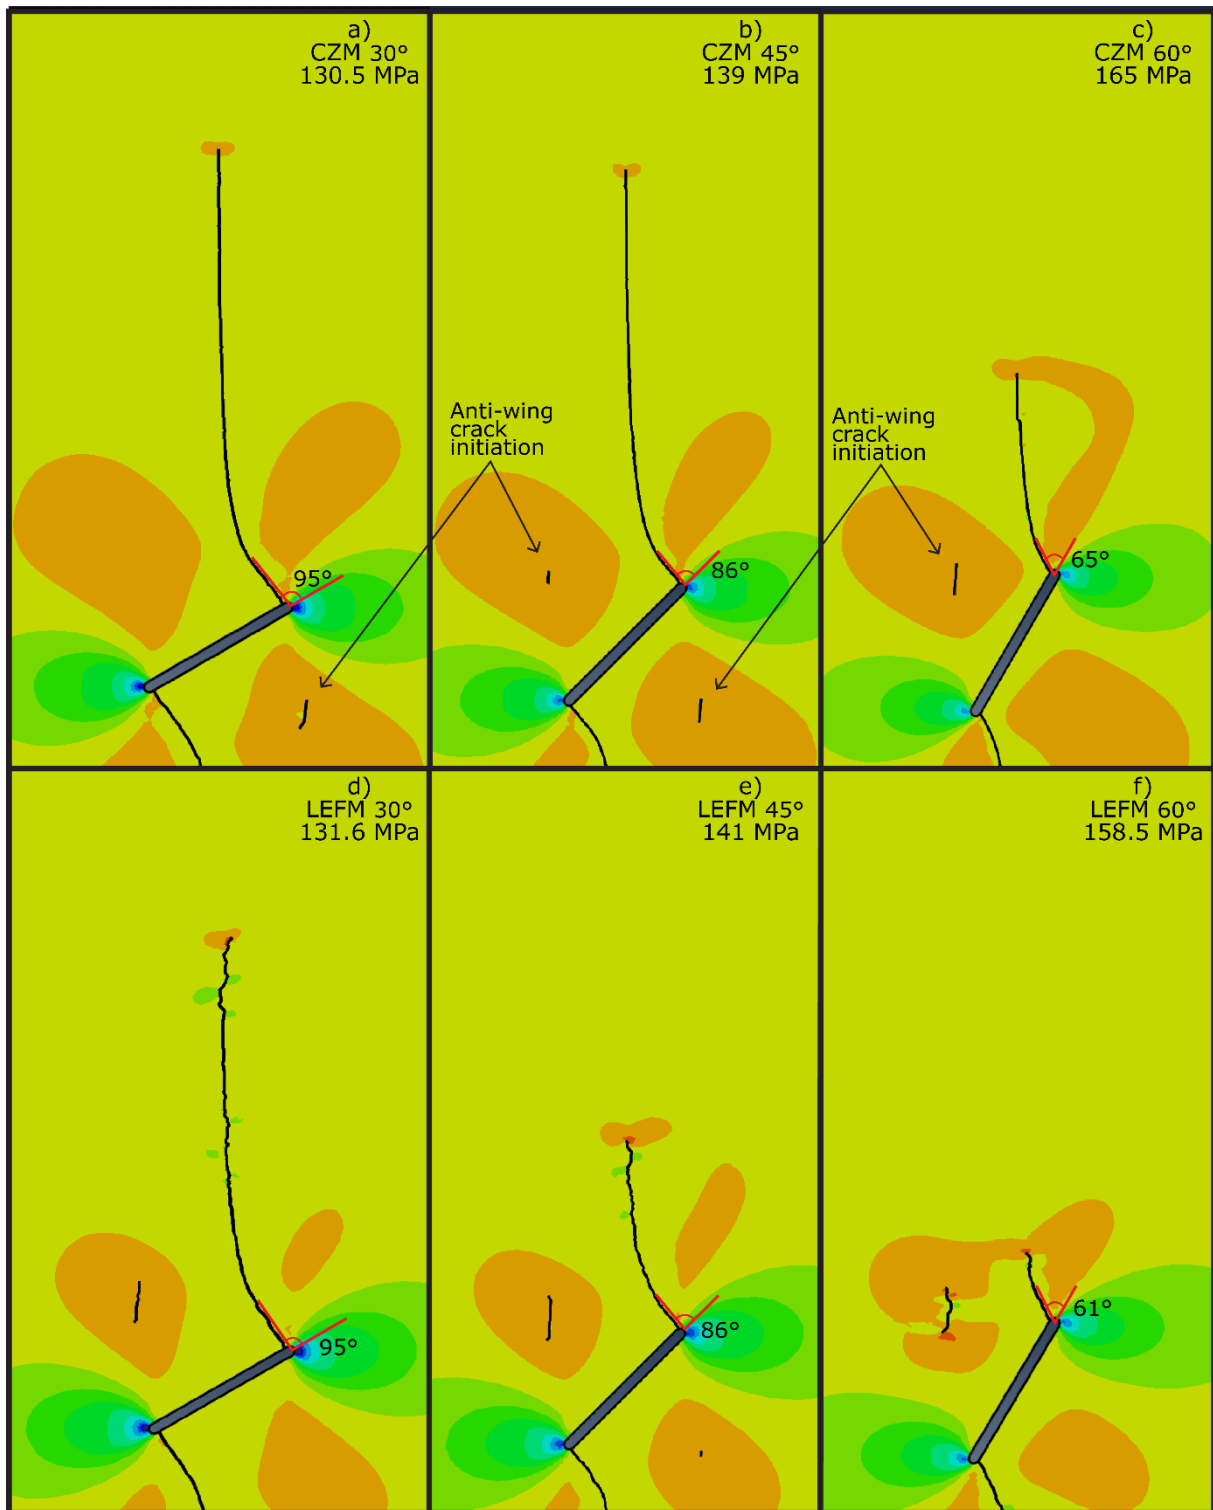 a)
CZM 30°
130.5 MPa
b)
CZM 45°
139 MPa
c)
CZM 60°
165 MPa
Anti-wing
crack
initiation
Anti-wing
crack
initiation
95°
86°
65°
d)
LEFM 30°
131.6 MPa
e)
LEFM 45°
141 MPa
f)
LEFM 60°
158.5 MPa
95°
86°
61°